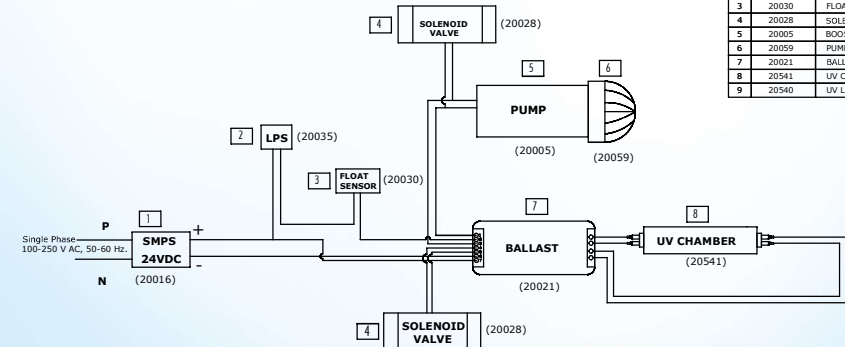 4
SOLENOID
VALVE
(20028)
3 20030
4 20028
5 20005
6 20059
7 20021
8 20541
9 20540
5
6
PUMP
(20005)
(20059)
2
LPS
(20035)
3
FLOAT
SENSOR
(20030)
1
P
+
Single Phase
100-250 V AC, 50-60 Hz.
SMPS
24VDC
-
N
(20016)
7
BALLAST
(20021)
8
UV CHAMBER
(20541)
4
SOLENOID
VALVE
(20028)